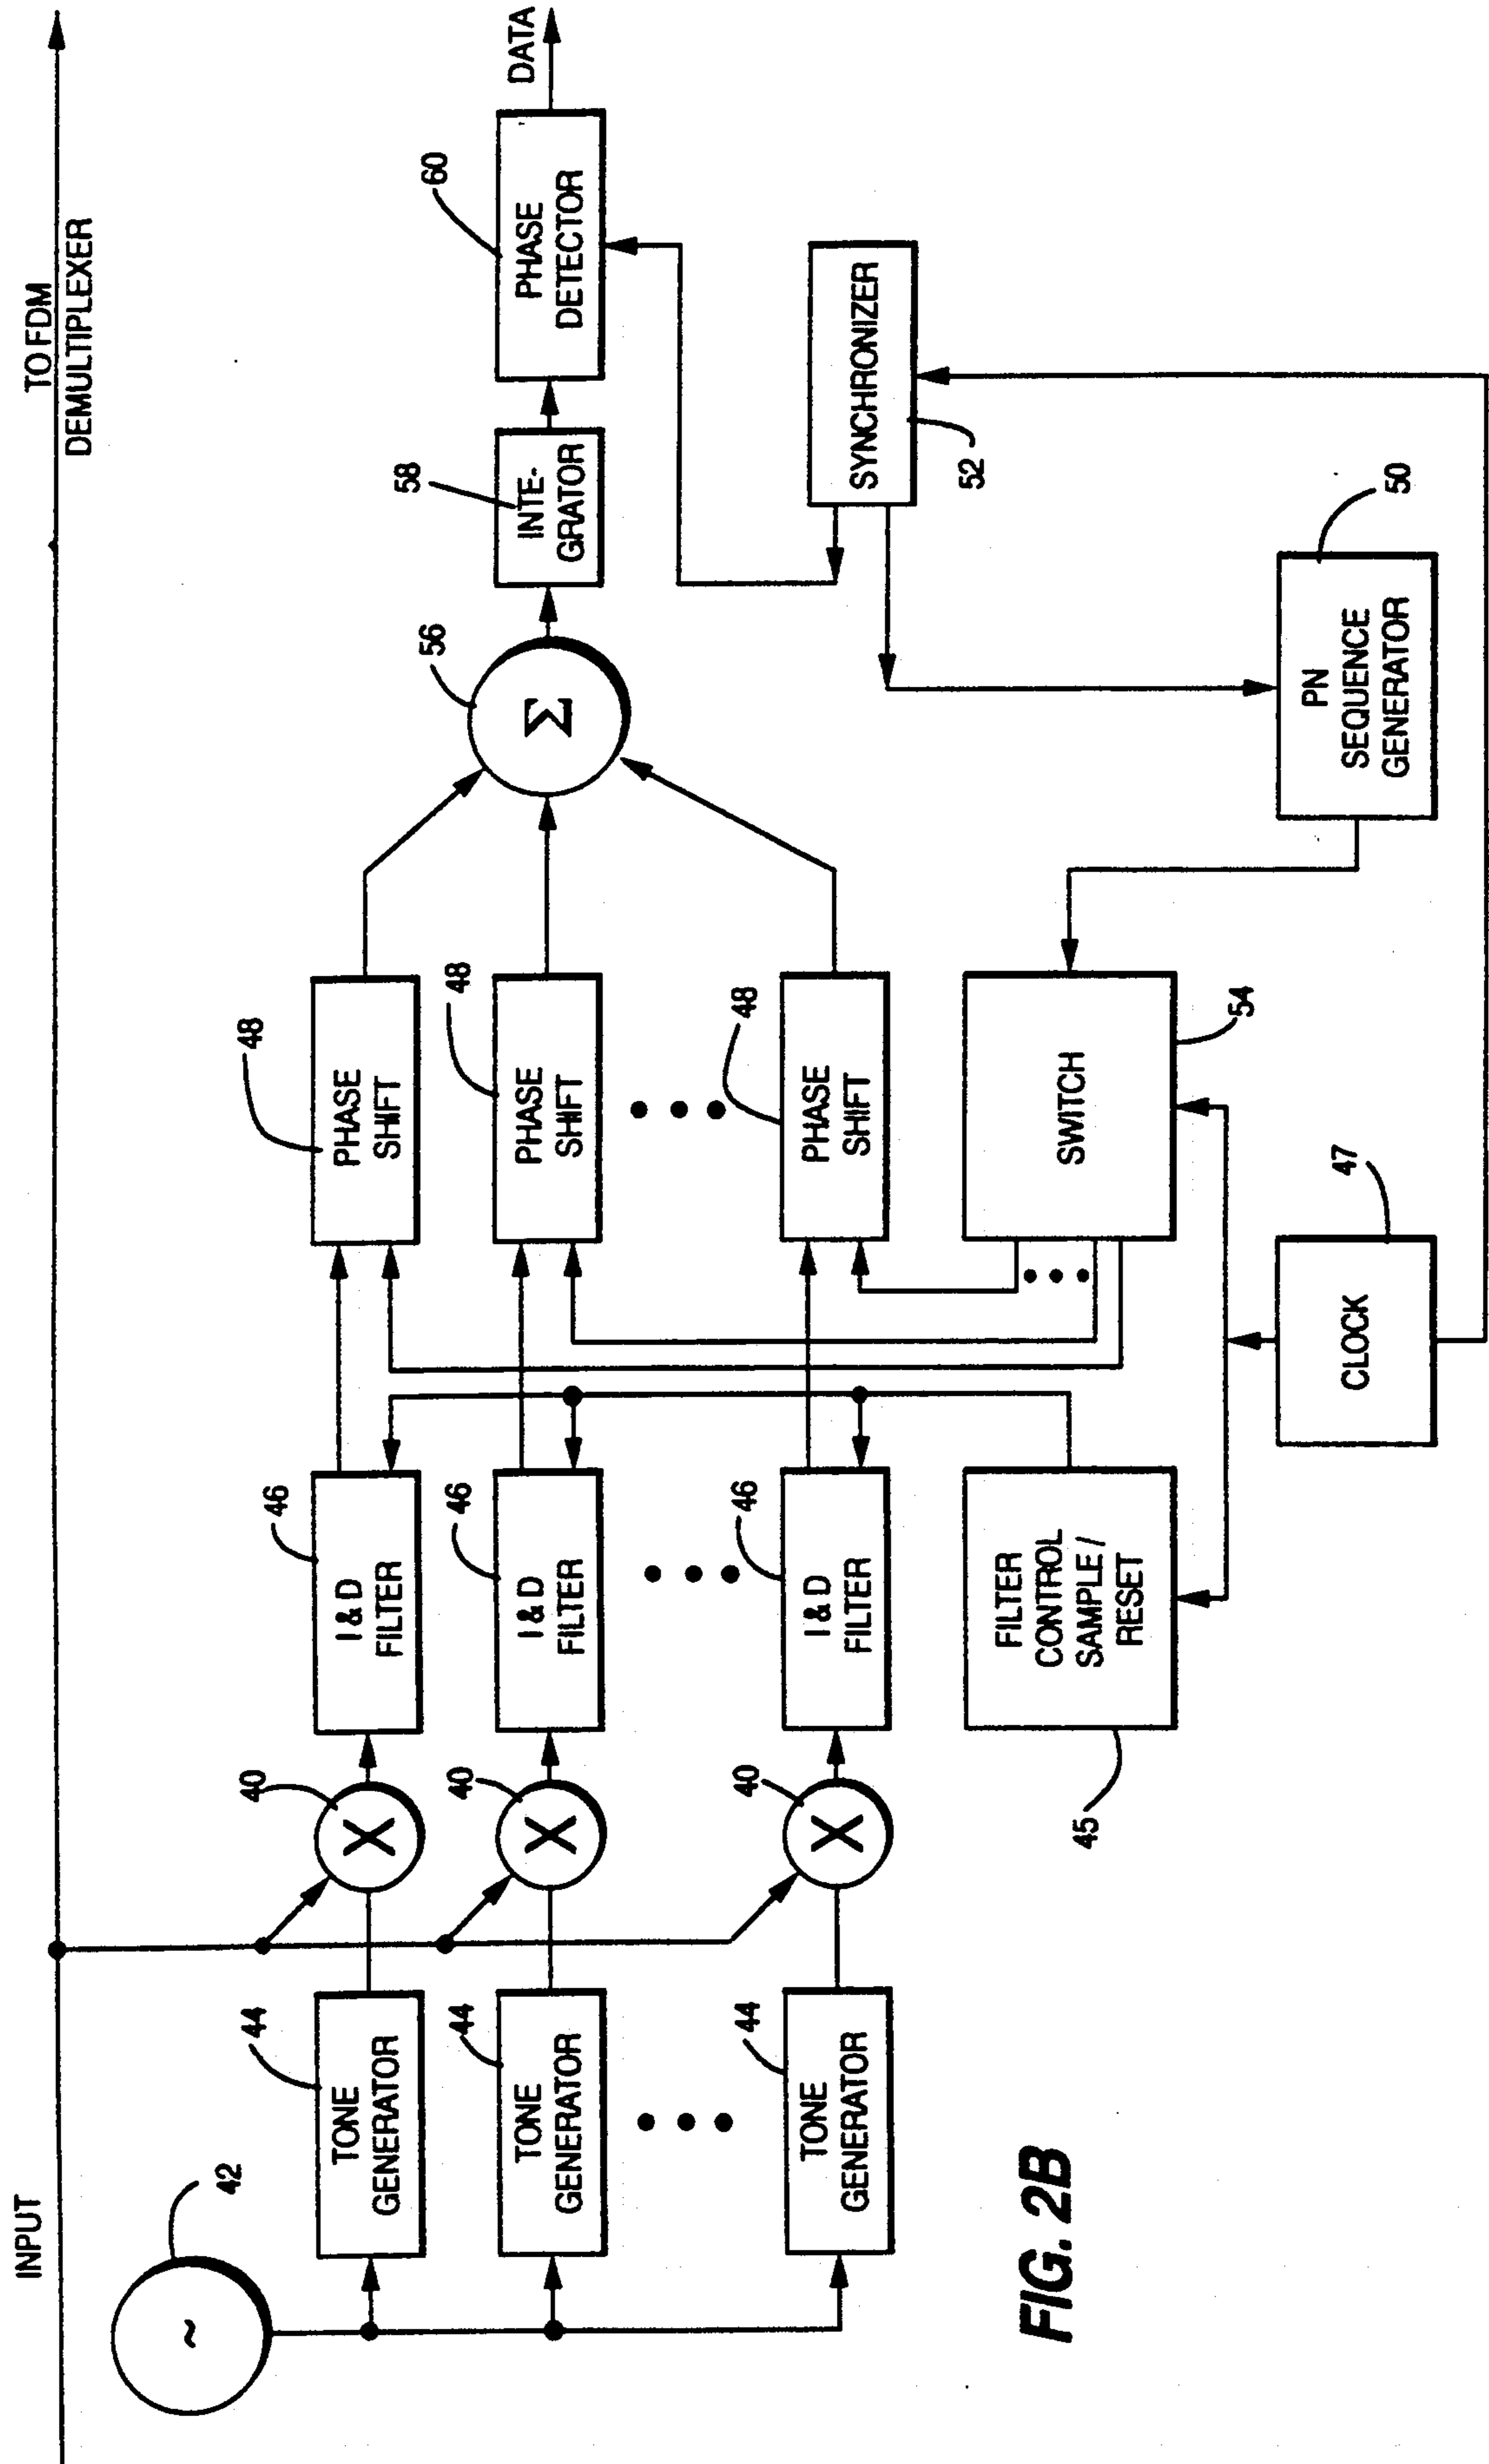 INPUT
TO FDM
DEMULTIPLEXER
42
~
44
TONE
GENERATOR
40
X
46
I & D
FILTER
48
PHASE
SHIFT
44
TONE
GENERATOR
40
X
46
I & D
FILTER
48
PHASE
SHIFT
56
Σ
58
INTE-
GRATOR
60
PHASE
DETECTOR
DATA
44
TONE
GENERATOR
40
X
46
I & D
FILTER
48
PHASE
SHIFT
SYNCHRONIZER
52
45
FILTER
CONTROL
SAMPLE /
RESET
SWITCH
54
CLOCK
47
PN
SEQUENCE
GENERATOR
50
FIG. 2B